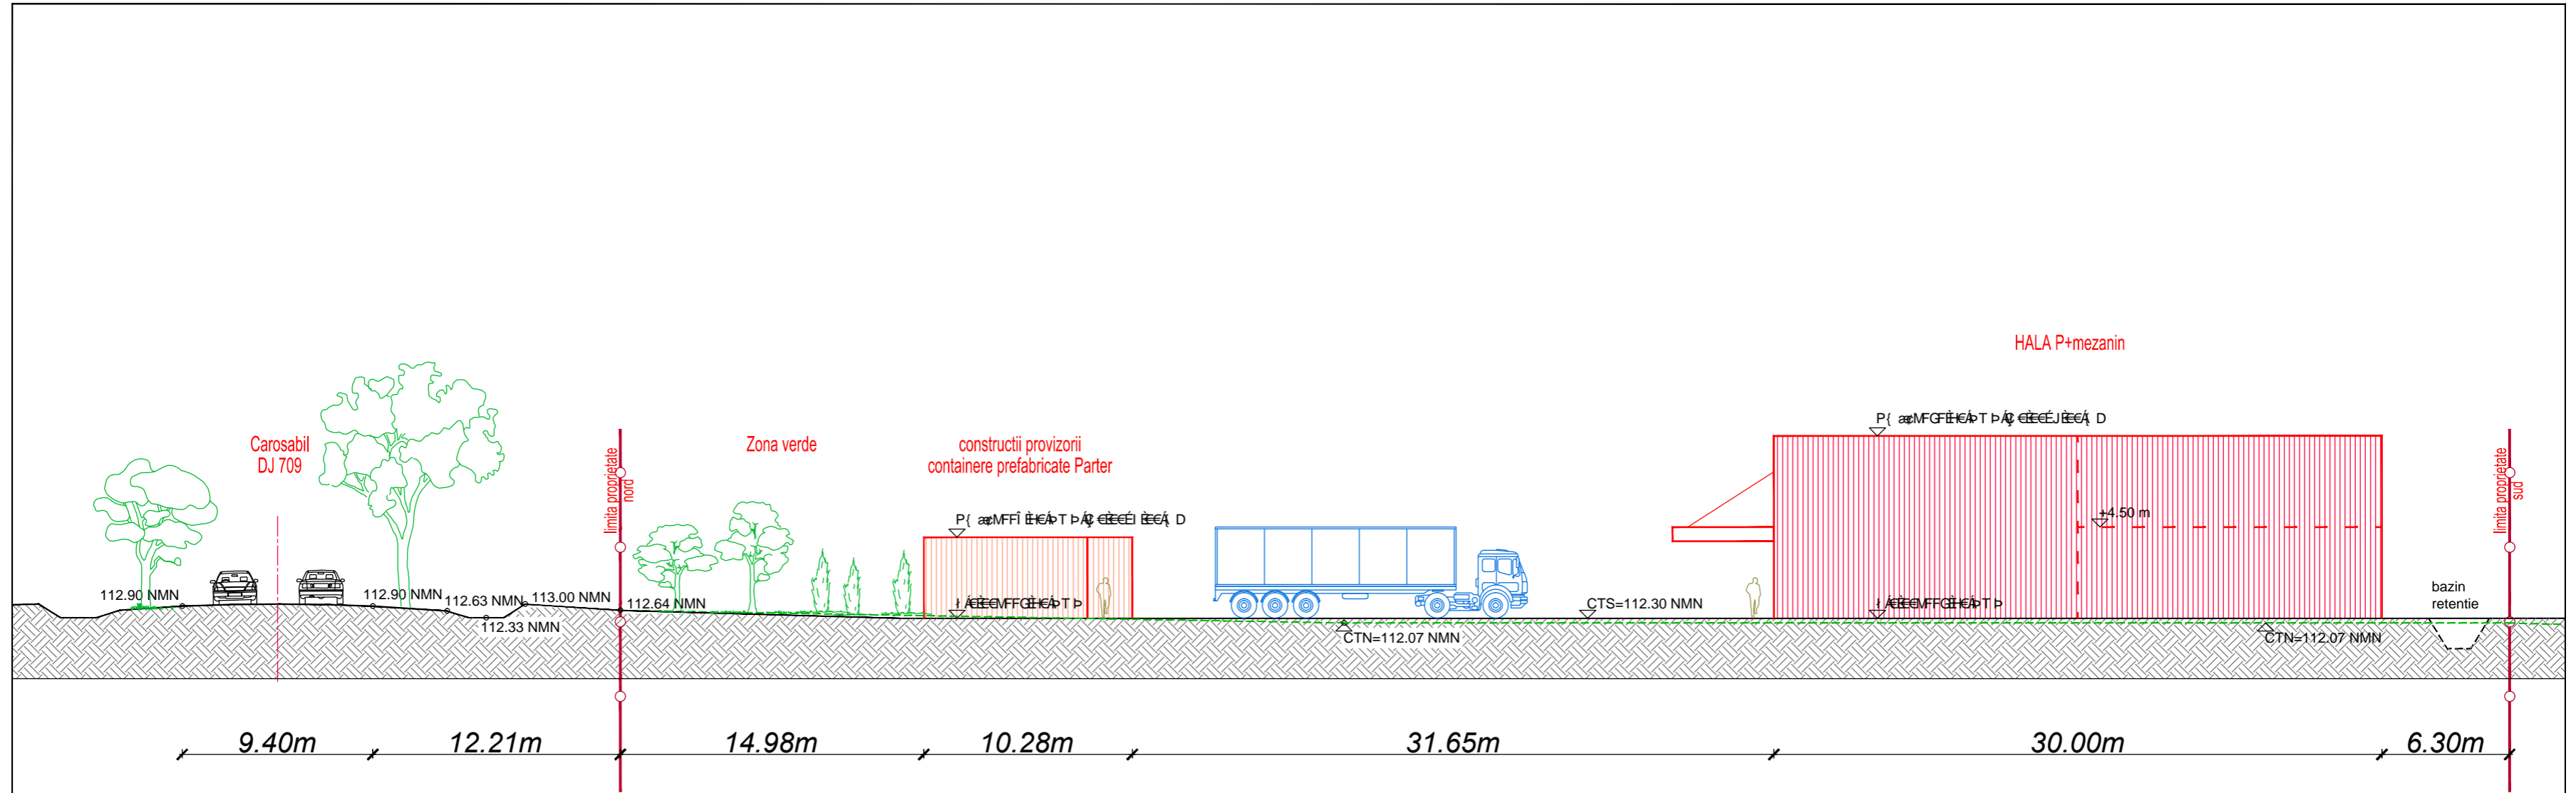 HALA P+mezanin
Carosabil
DJ 709
limita proprietate
nord
Zona verde
constructii provizorii
containere prefabricate Parter
limita proprietate
sud
+4.50 m
112.90 NMN
112.90 NMN
112.63 NMN
113.00 NMN
112.64 NMN
112.33 NMN
CTS=112.30 NMN
CTN=112.07 NMN
CTN=112.07 NMN
bazin
retentie
9.40m
12.21m
14.98m
10.28m
31.65m
30.00m
6.30m